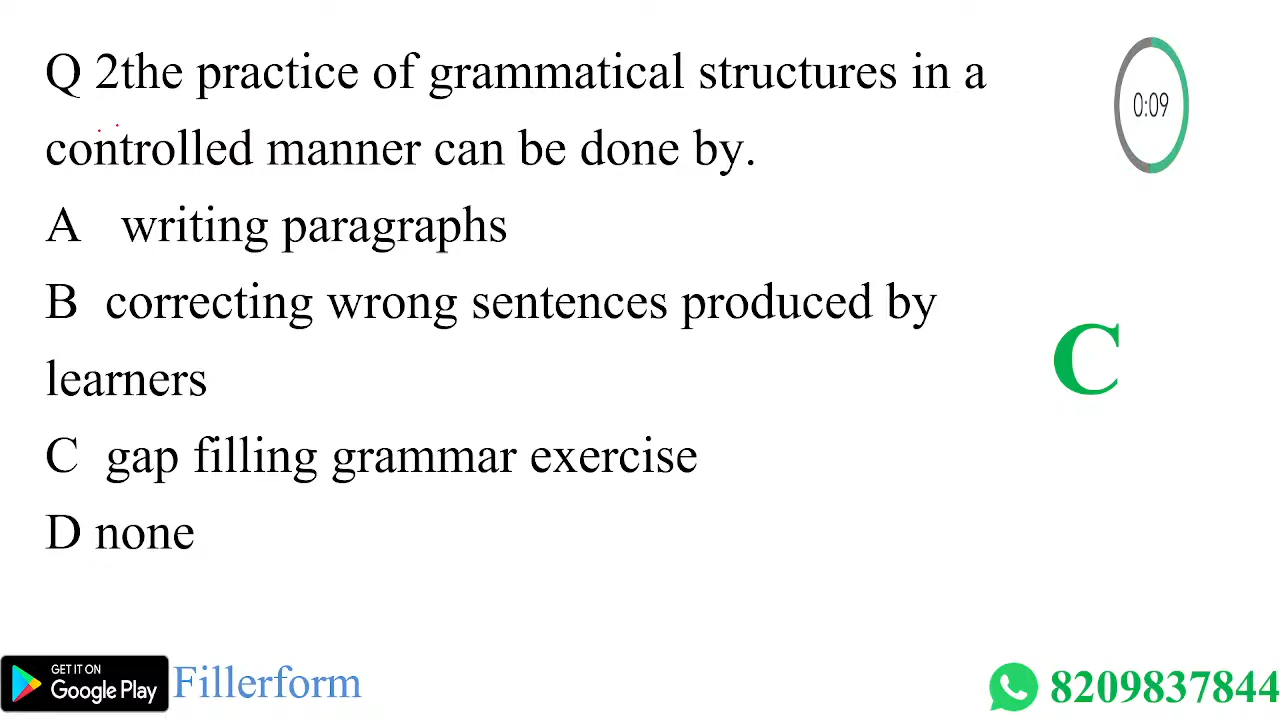 Q 2the practice of grammatical structures in a
controlled manner can be done by.
A writing paragraphs
B correcting wrong sentences produced by
learners
C gap filling grammar exercise
D none
0:09
C
GET IT ON
Google Play
Fillerform
8209837844